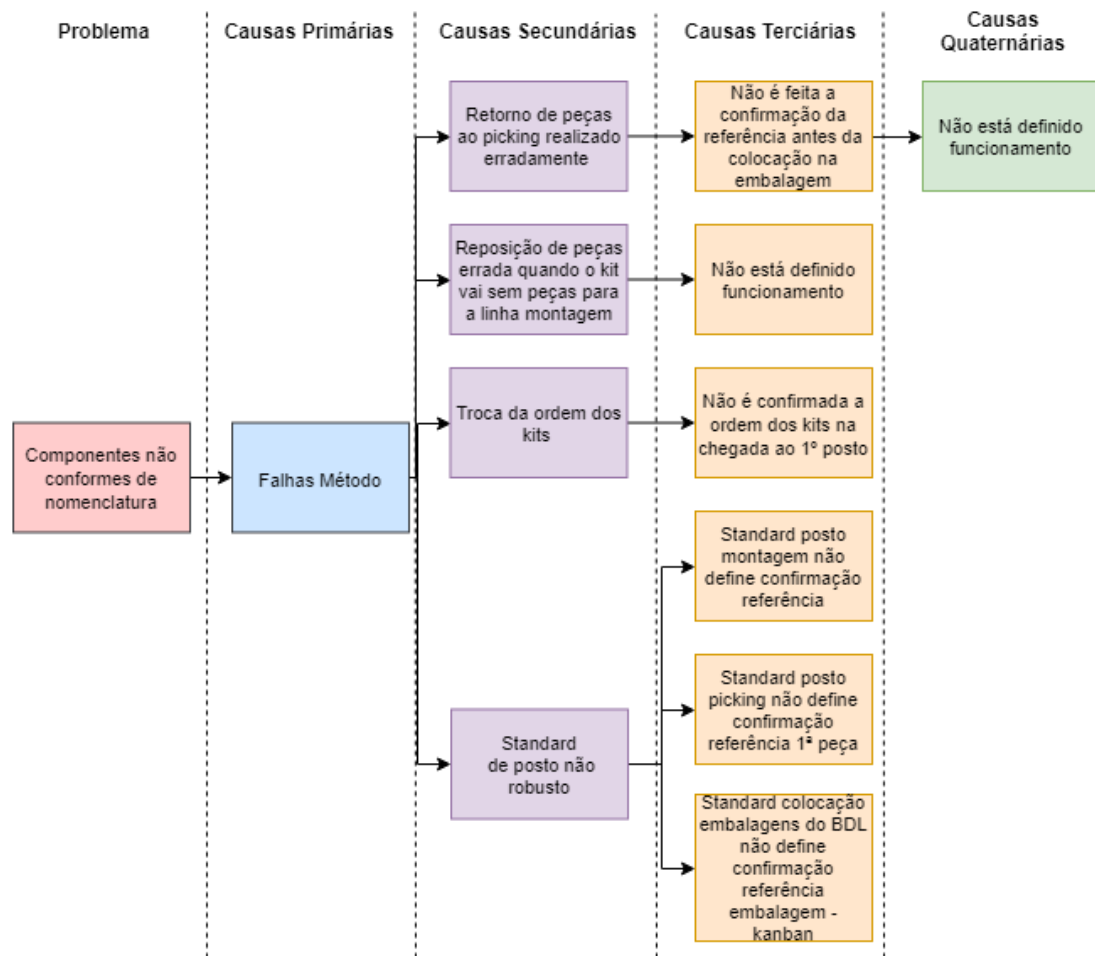 Problema
Causas Primárias
Causas Secundárias
Causas Terciárias
Causas
Quaternárias
Retorno de peças
ao picking realizado
erradamente
Não é feita a
confirmação da
referência antes da
colocação na
embalagem
Não está definido
funcionamento
Reposição de peças
errada quando o kit
vai sem peças para
a linha montagem
Não está definido
funcionamento
Troca da ordem dos
kits
Não é confirmada a
ordem dos kits na
chegada ao 1º posto
Componentes não
conformes de
nomenclatura
Falhas Método
Standard posto
montagem não
define confirmação
referência
Standard posto
picking não define
confirmação
referência 1ª peça
Standard
de posto não
robusto
Standard colocação
embalagens do BDL
não define
confirmação
referência
embalagem -
kanban